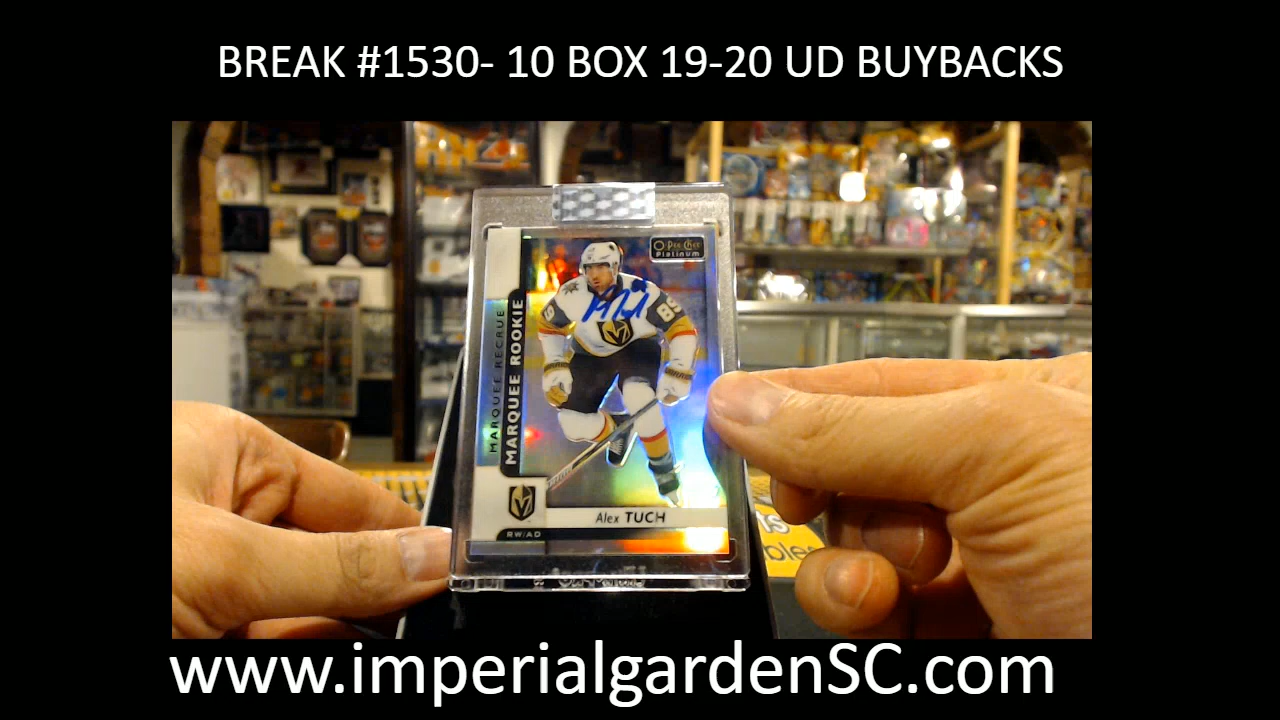 BREAK #1530- 10 BOX 19-20 UD BUYBACKS
O-Pee-Chee
Platinum
MARQUEE RECRUE
MARQUEE ROOKIE
89
Alex TUCH
RW/AD
www.imperialgardenSC.com